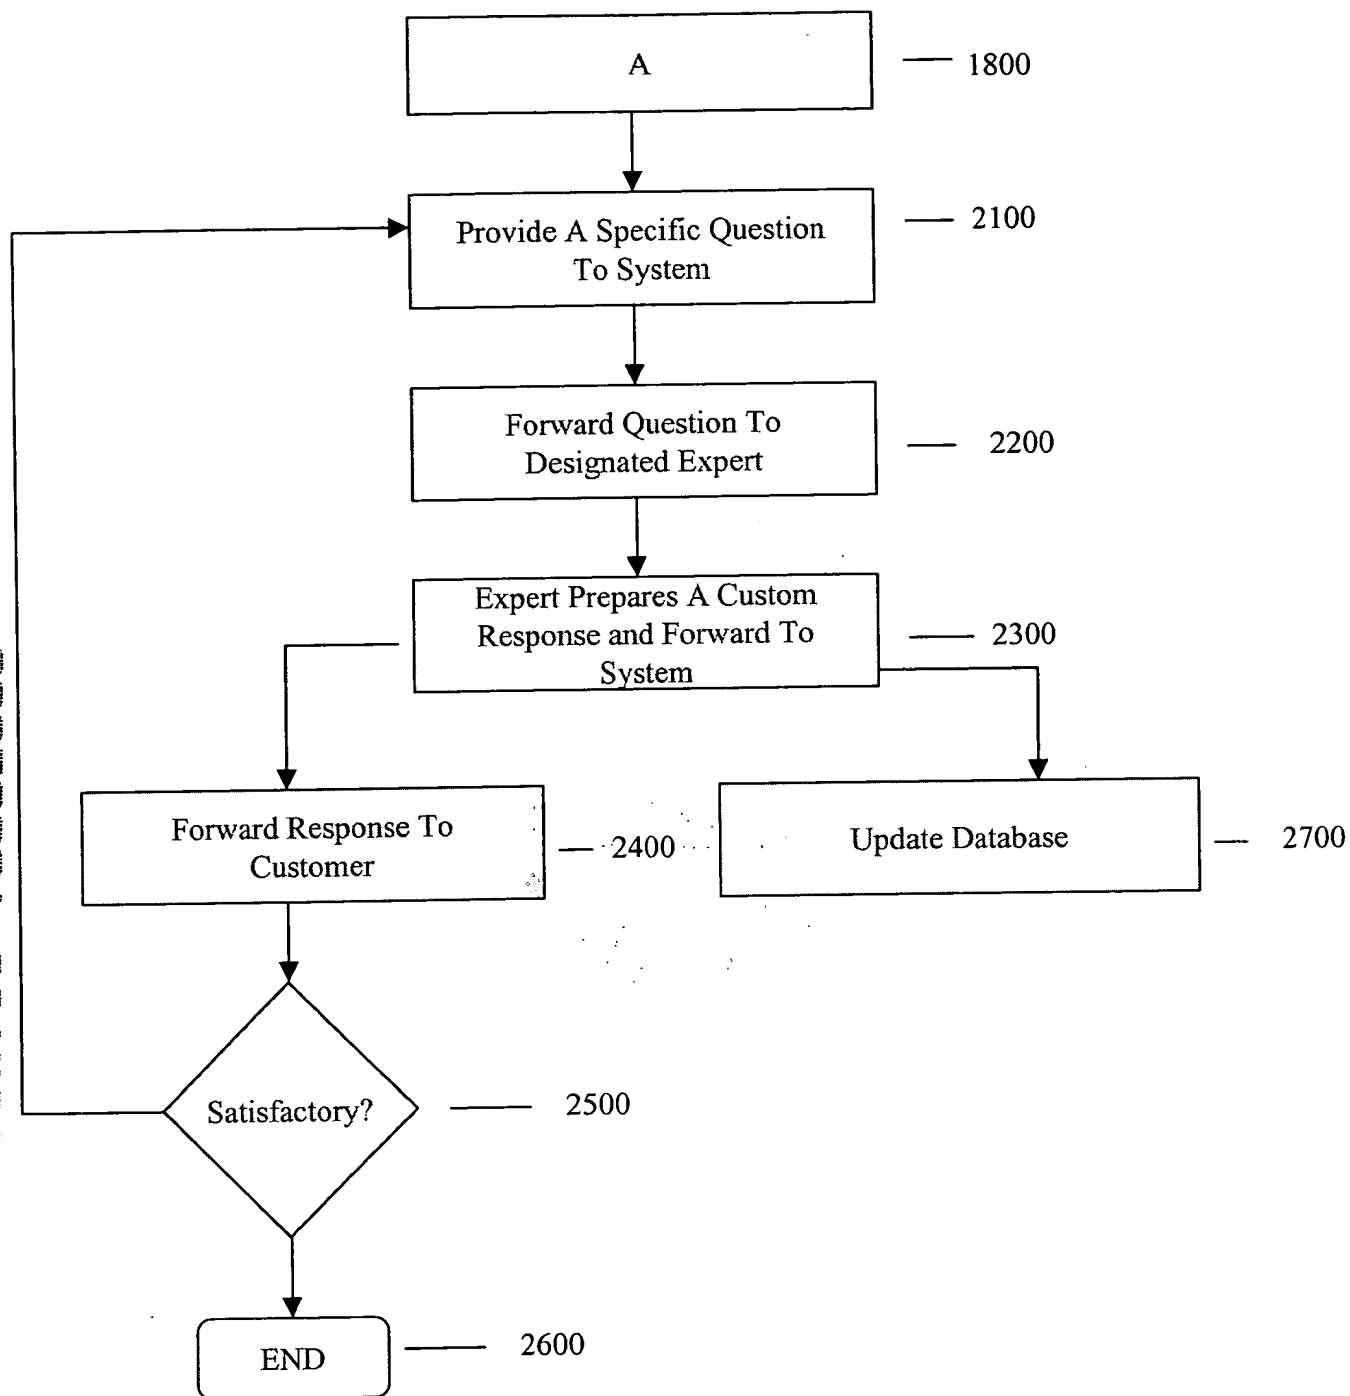 A
1800
Provide A Specific Question
To System
2100
Forward Question To
Designated Expert
2200
Expert Prepares A Custom
Response and Forward To
System
2300
Forward Response To
Customer
2400
Update Database
2700
Satisfactory?
2500
END
2600